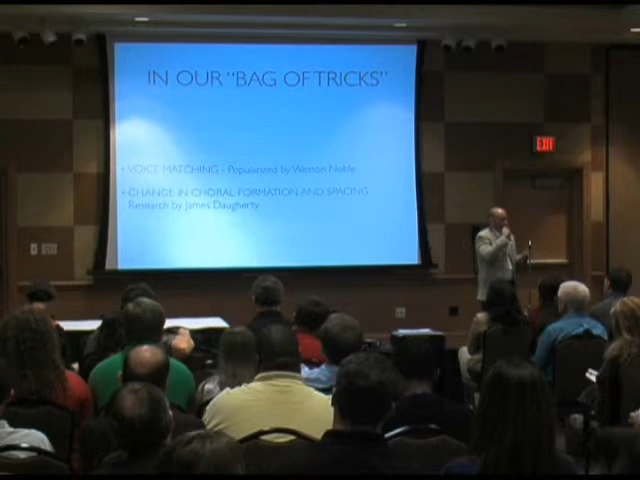 IN OUR "BAG OF TRICKS"
• VOICE MATCHING - Popularized by Weston Noble
• CHANGE IN CHORAL FORMATION AND SPACING
Research by James Daugherty
EXIT